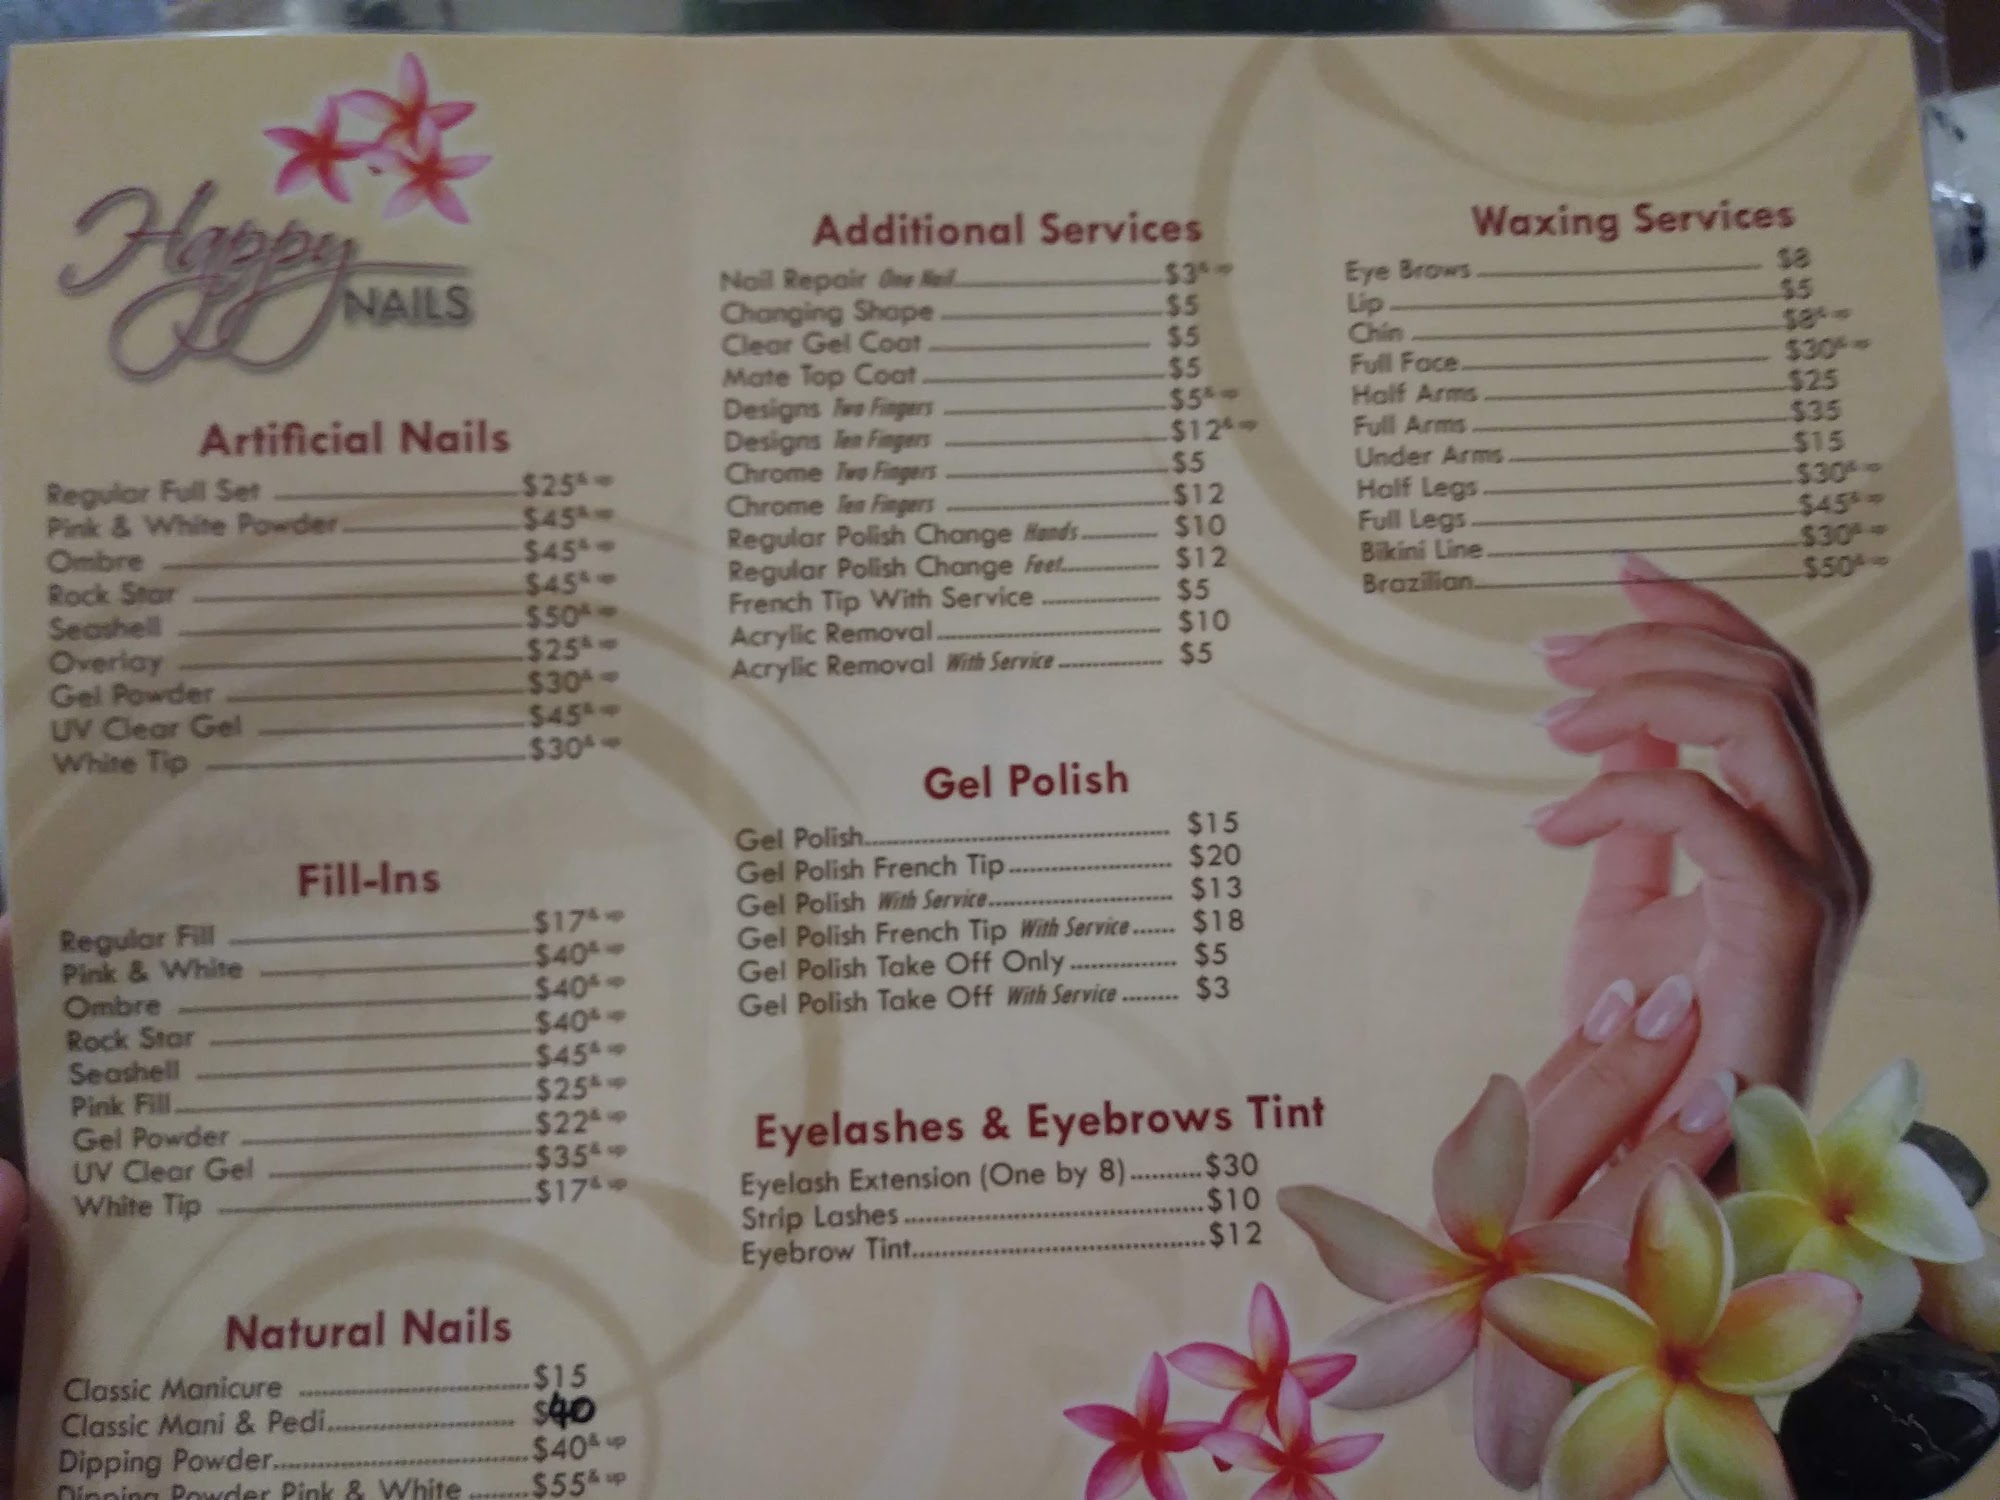 Happy
NAILS
Artificial Nails
Regular Full Set $25& up
Pink & White Powder $45& up
Ombre $45& up
Rock Star $45& up
Seashell $50& up
Overlay $25& up
Gel Powder $30& up
UV Clear Gel $45& up
White Tip $30& up
Fill-Ins
Regular Fill $17& up
Pink & White $40& up
Ombre $40& up
Rock Star $40& up
Seashell $45& up
Pink Fill $25& up
Gel Powder $22& up
UV Clear Gel $35& up
White Tip $17& up
Natural Nails
Classic Manicure $15
Classic Mani & Pedi $40
Dipping Powder $40& up
Dipping Powder Pink & White $55& up
Additional Services
Nail Repair One Nail $3& up
Changing Shape $5
Clear Gel Coat $5
Mate Top Coat $5
Designs Two Fingers $5& up
Designs Ten Fingers $12& up
Chrome Two Fingers $5
Chrome Ten Fingers $12
Regular Polish Change Hands $10
Regular Polish Change Feet $12
French Tip With Service $5
Acrylic Removal $10
Acrylic Removal With Service $5
Gel Polish
Gel Polish $15
Gel Polish French Tip $20
Gel Polish With Service $13
Gel Polish French Tip With Service $18
Gel Polish Take Off Only $5
Gel Polish Take Off With Service $3
Eyelashes & Eyebrows Tint
Eyelash Extension (One by 8) $30
Strip Lashes $10
Eyebrow Tint $12
Waxing Services
Eye Brows $8
Lip $5
Chin $8& up
Full Face $30& up
Half Arms $25
Full Arms $35
Under Arms $15
Half Legs $30& up
Full Legs $45& up
Bikini Line $30& up
Brazilian $50& up